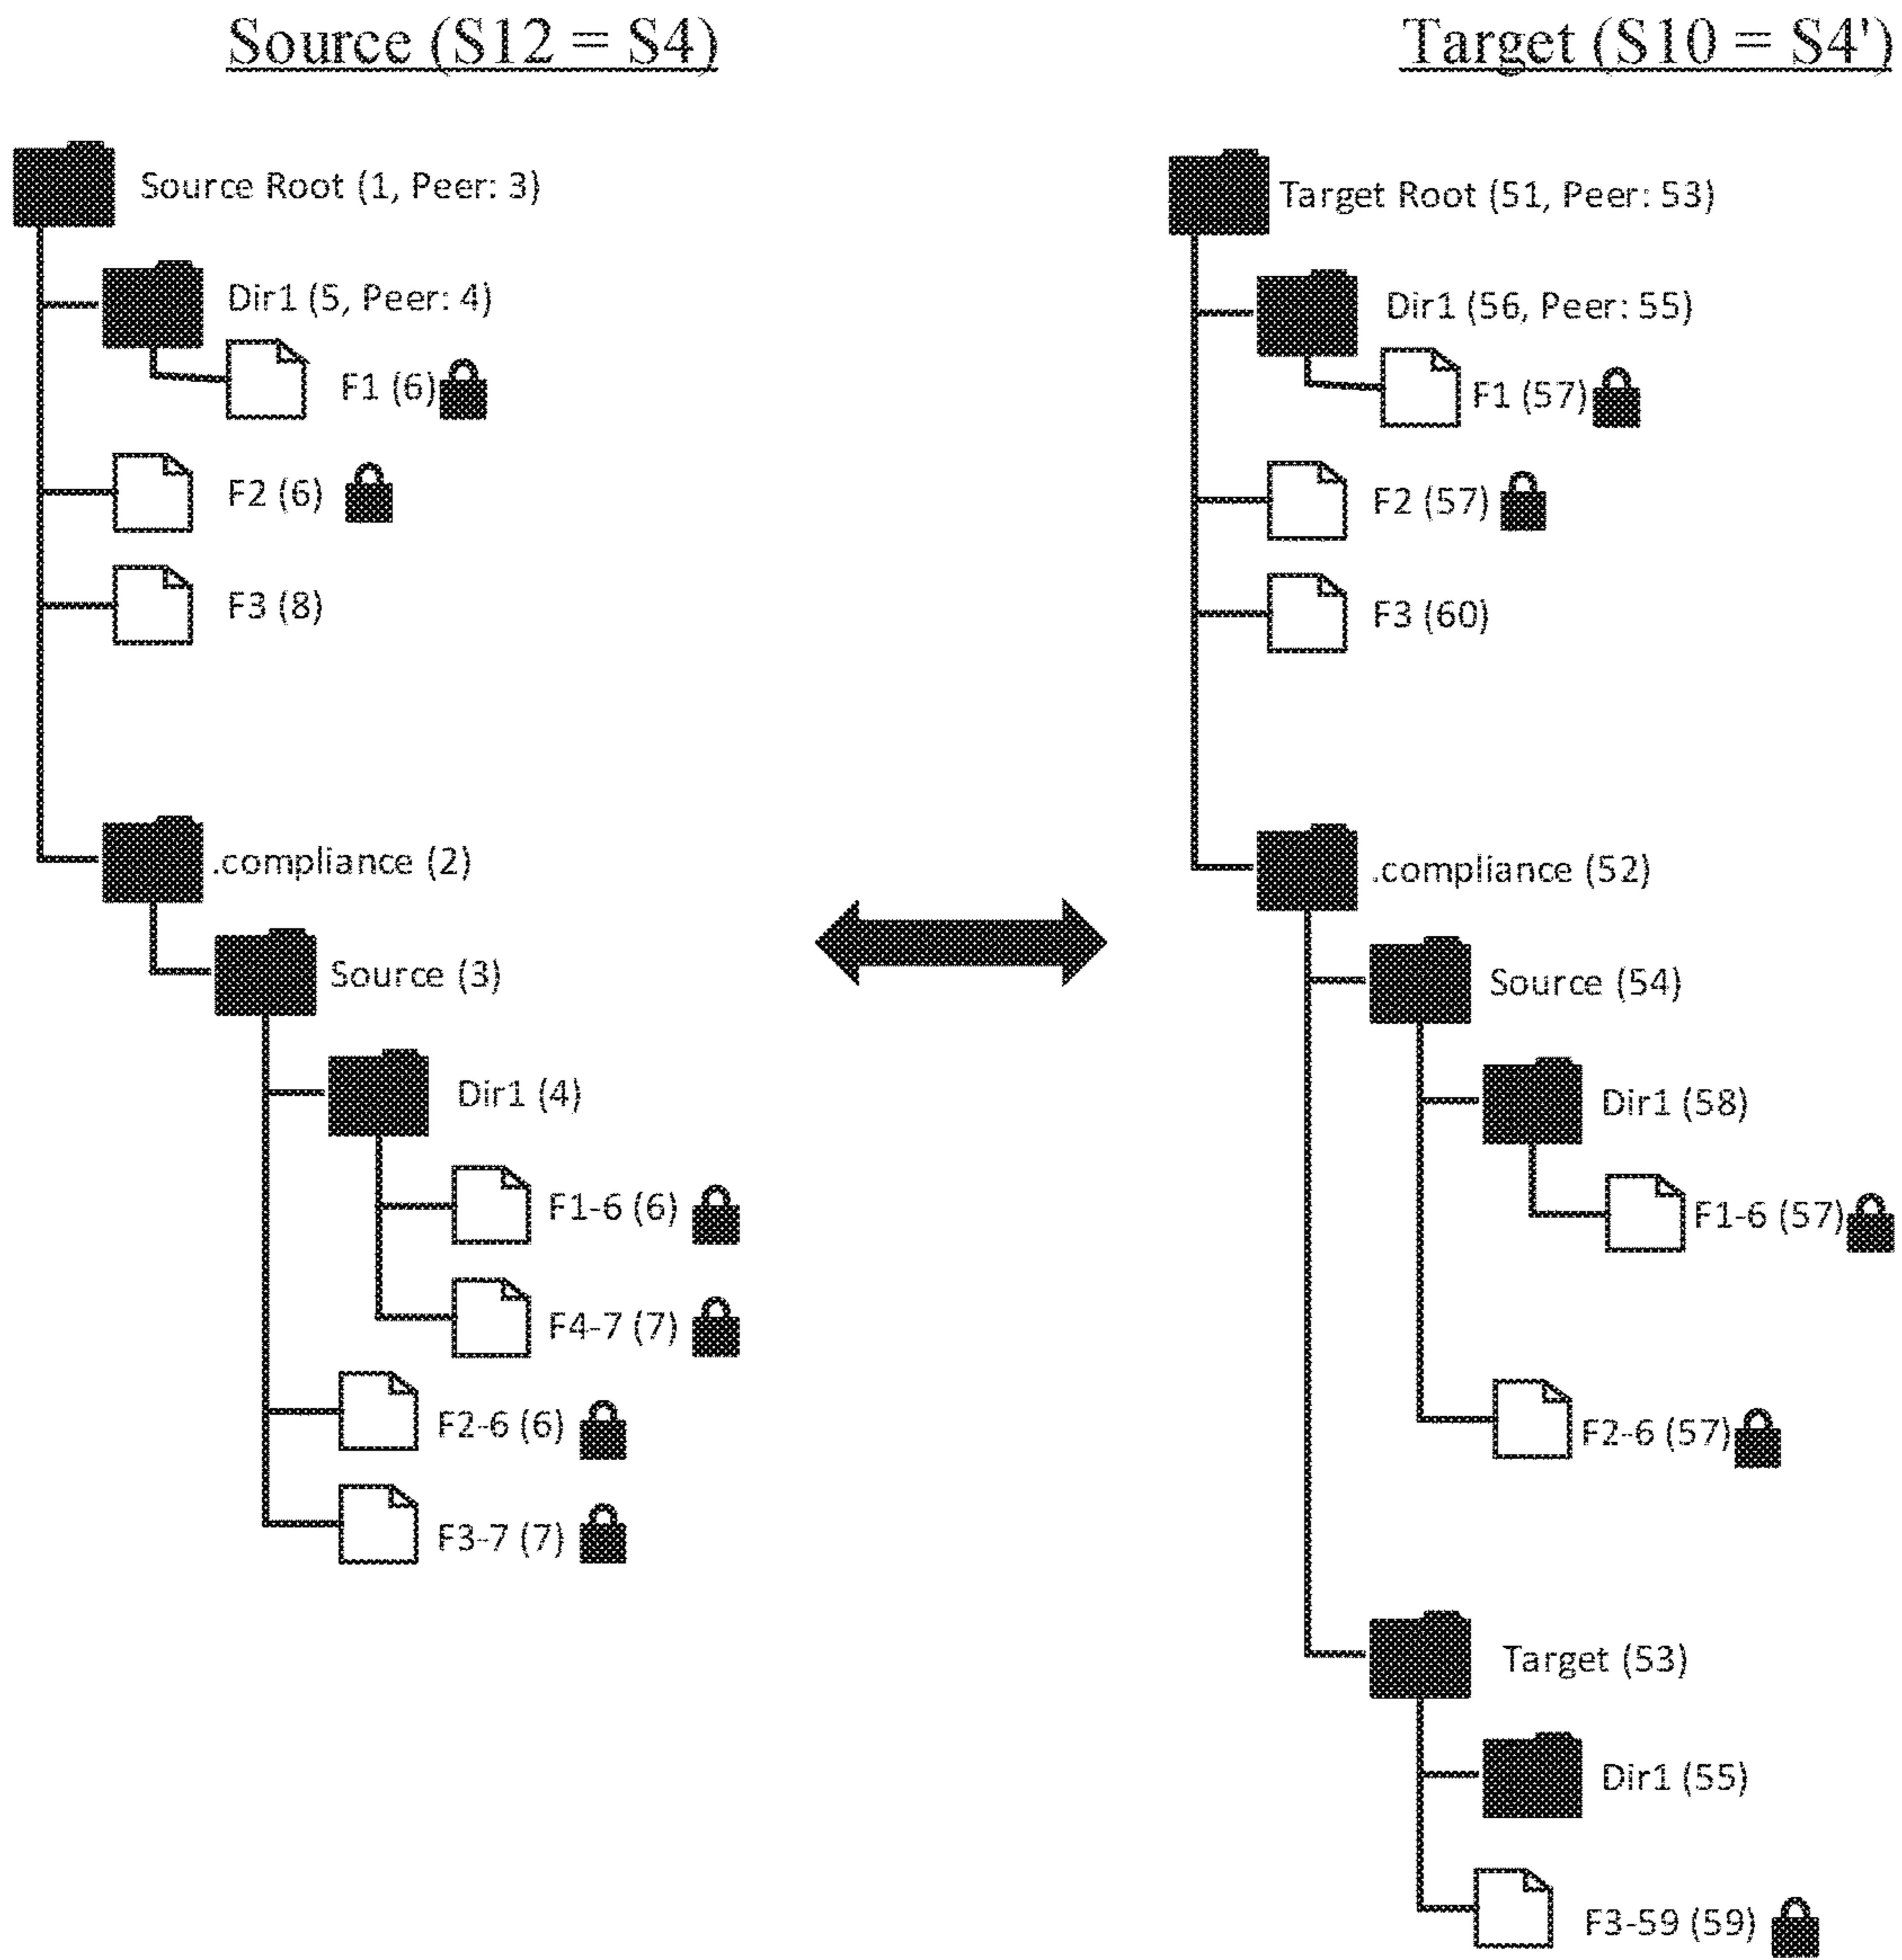 Source (S12 = S4)
Source Root (1, Peer: 3)
Dir1 (5, Peer: 4)
F1 (6)
F2 (6)
F3 (8)
.compliance (2)
Source (3)
Dir1 (4)
F1-6 (6)
F4-7 (7)
F2-6 (6)
F3-7 (7)
Target (S10 = S4')
Target Root (51, Peer: 53)
Dir1 (56, Peer: 55)
F1 (57)
F2 (57)
F3 (60)
.compliance (52)
Source (54)
Dir1 (58)
F1-6 (57)
F2-6 (57)
Target (53)
Dir1 (55)
F3-59 (59)